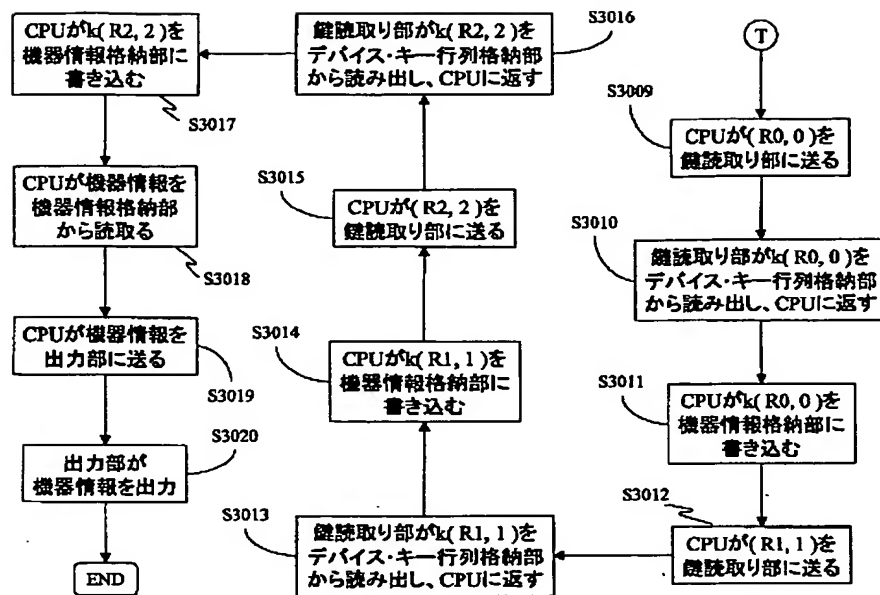 T
S3009
CPUが( R0, 0 )を
鍵読取り部に送る
S3010
鍵読取り部がk( R0, 0 )を
デバイス・キー行列格納部
から読み出し、CPUに返す
S3011
CPUがk( R0, 0 )を
機器情報格納部に
書き込む
S3012
CPUが( R1, 1 )を
鍵読取り部に送る
S3013
鍵読取り部がk( R1, 1 )を
デバイス・キー行列格納部
から読み出し、CPUに返す
S3014
CPUがk( R1, 1 )を
機器情報格納部に
書き込む
S3015
CPUが( R2, 2 )を
鍵読取り部に送る
S3016
鍵読取り部がk( R2, 2 )を
デバイス・キー行列格納部
から読み出し、CPUに返す
CPUがk( R2, 2 )を
機器情報格納部に
書き込む
S3017
CPUが機器情報を
機器情報格納部
から読取る
S3018
CPUが機器情報を
出力部に送る
S3019
S3020
出力部が
機器情報を出力
END